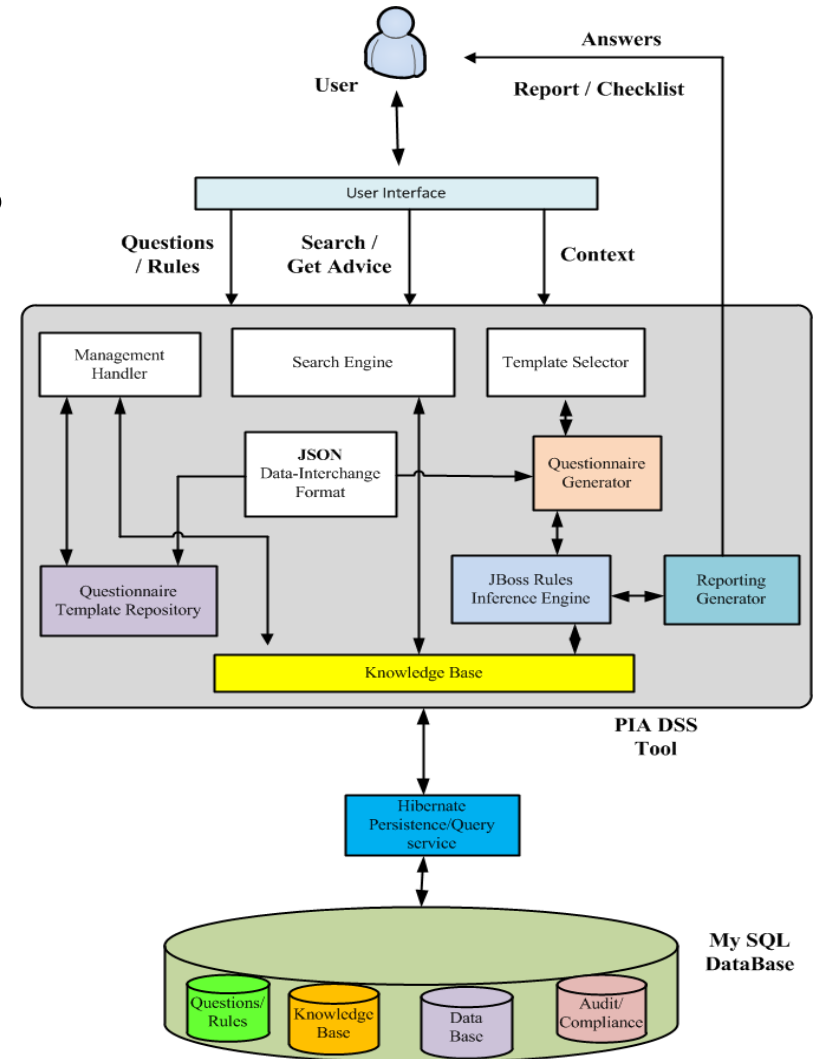 Answers
User
Report / Checklist
User Interface
Questions
/ Rules
Search /
Get Advice
Context
Management
Handler
Search Engine
Template Selector
JSON
Data-Interchange
Format
Questionnaire
Generator
Questionnaire
Template Repository
JBoss Rules
Inference Engine
Reporting
Generator
Knowledge Base
PIA DSS
Tool
Hibernate
Persistence/Query
service
My SQL
DataBase
Questions/
Rules
Knowledge
Base
Data
Base
Audit/
Compliance